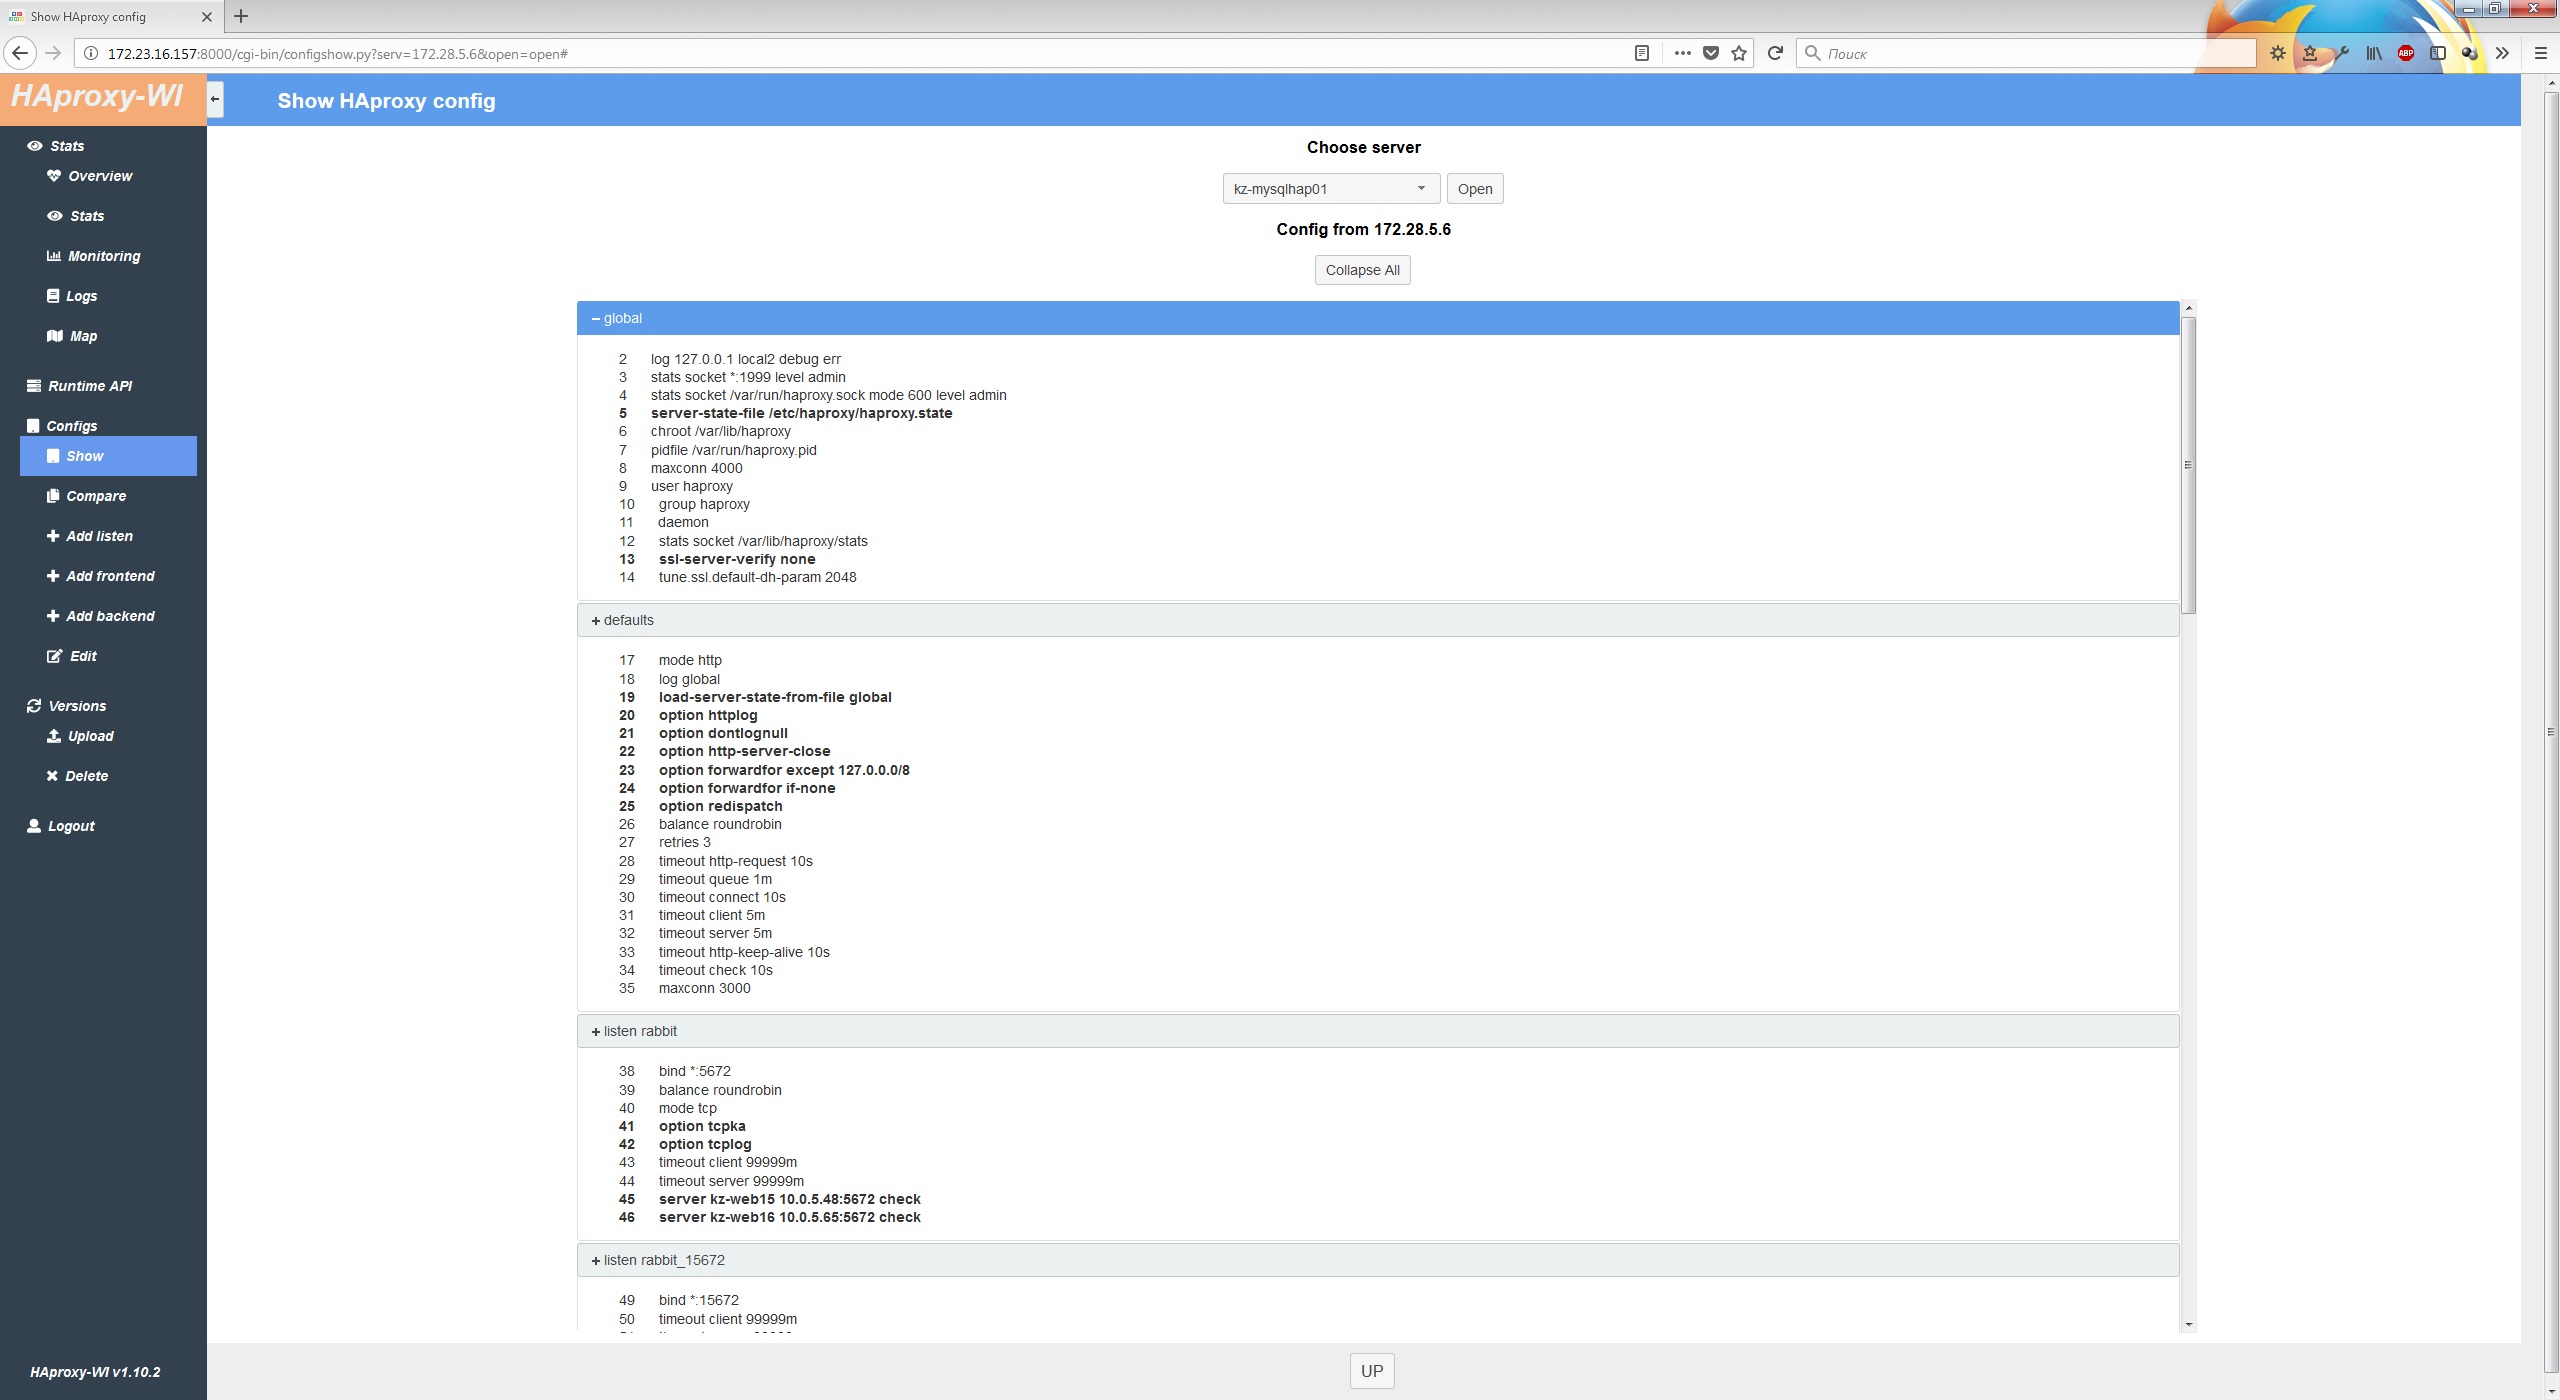 Show HAproxy config
172.23.16.157:8000/cgi-bin/configshow.py?serv=172.28.5.6&open=open#
Поиск
ABP
HAproxy-WI
Show HAproxy config
Stats
Overview
Stats
Monitoring
Logs
Map
Runtime API
Configs
Show
Compare
Add listen
Add frontend
Add backend
Edit
Versions
Upload
Delete
Logout
HAproxy-WI v1.10.2
Choose server
kz-mysqlhap01 Open
Config from 172.28.5.6
Collapse All
global
2 log 127.0.0.1 local2 debug err
3 stats socket *:1999 level admin
4 stats socket /var/run/haproxy.sock mode 600 level admin
5 server-state-file /etc/haproxy/haproxy.state
6 chroot /var/lib/haproxy
7 pidfile /var/run/haproxy.pid
8 maxconn 4000
9 user haproxy
10 group haproxy
11 daemon
12 stats socket /var/lib/haproxy/stats
13 ssl-server-verify none
14 tune.ssl.default-dh-param 2048
defaults
17 mode http
18 log global
19 load-server-state-from-file global
20 option httplog
21 option dontlognull
22 option http-server-close
23 option forwardfor except 127.0.0.0/8
24 option forwardfor if-none
25 option redispatch
26 balance roundrobin
27 retries 3
28 timeout http-request 10s
29 timeout queue 1m
30 timeout connect 10s
31 timeout client 5m
32 timeout server 5m
33 timeout http-keep-alive 10s
34 timeout check 10s
35 maxconn 3000
listen rabbit
38 bind *:5672
39 balance roundrobin
40 mode tcp
41 option tcpka
42 option tcplog
43 timeout client 99999m
44 timeout server 99999m
45 server kz-web15 10.0.5.48:5672 check
46 server kz-web16 10.0.5.65:5672 check
listen rabbit_15672
49 bind *:15672
50 timeout client 99999m
UP